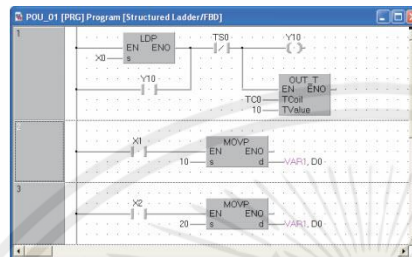 POU_01 [PRG] Program [Structured Ladder/FBD]
1
LDP
EN ENO
X0 s
TS0
Y10
Y10
OUT_T
EN ENO
TC0 TCoil
10 TValue
2
X1
MOVP
EN ENO
10 s d VAR1, D0
3
X2
MOVP
EN ENO
20 s d VAR1, D0